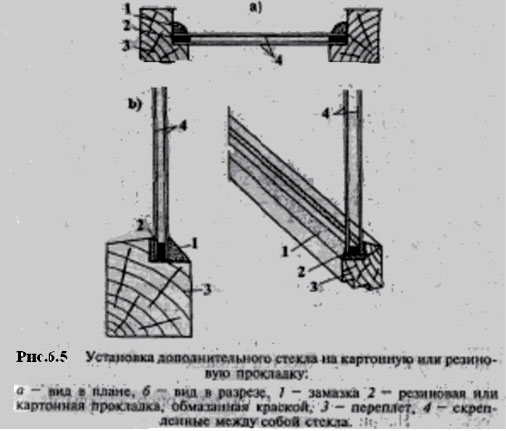 а)
1
2
3
4
b)
4
4
2
1
1
2
3
3
Рис.6.5 Установка дополнительного стекла на картонную или резино-
вую прокладку:
а — вид в плане, б — вид в разрезе, 1 — замазка 2 — резиновая или
картонная прокладка, обмазанная краской, 3 — переплет, 4 — скреп-
ленные между собой стекла.